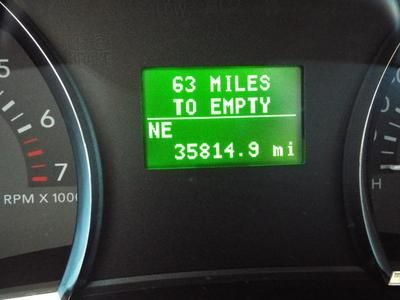 63 MILES
TO EMPTY
NE
35814.9 mi
5
6
7
RPM X 1000
H